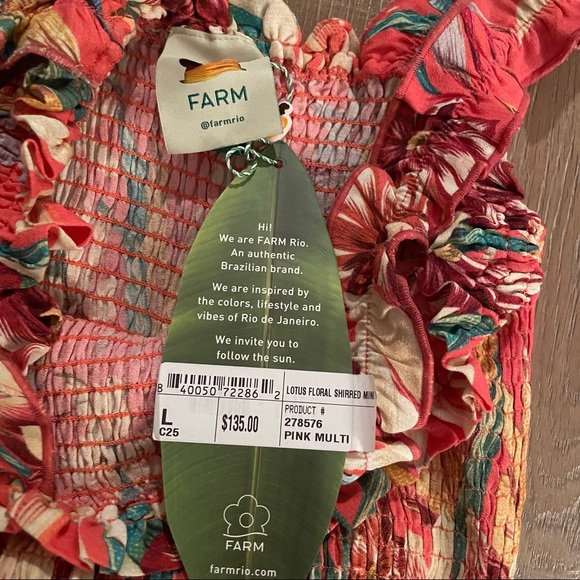 FARM
@farmrio
Hi!
We are FARM Rio.
An authentic
Brazilian brand.
We are inspired by
the colors, lifestyle and
vibes of Rio de Janeiro.
We invite you to
follow the sun.
8 40050 72286 2
LOTUS FLORAL SHIRRED MINI
L
C25
$135.00
PRODUCT #
278576
PINK MULTI
FARM
farmrio.com